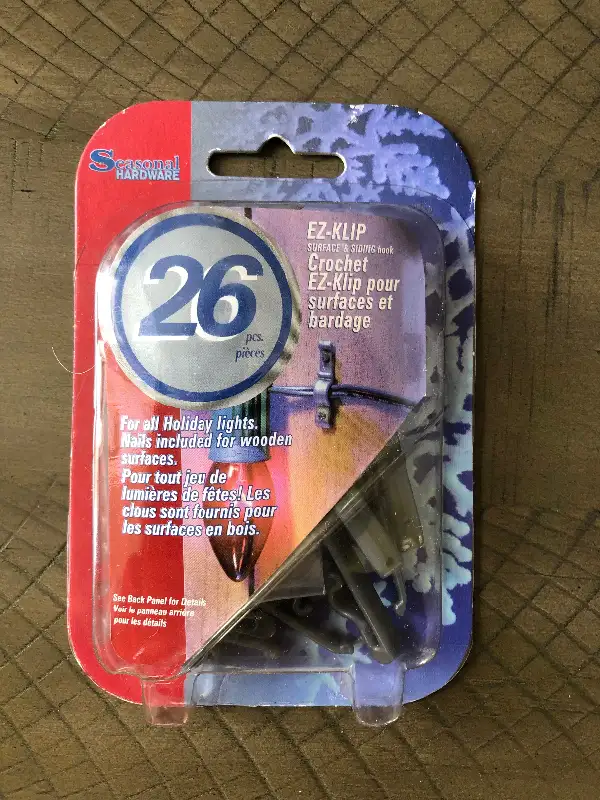 Seasonal
HARDWARE
26
pcs.
pièces
EZ-KLIP
SURFACE & SIDING hook
Crochet
EZ-Klip pour
surfaces et
bardage
For all Holiday lights.
Nails included for wooden
surfaces.
Pour tout jeu de
lumières de fêtes! Les
clous sont fournis pour
les surfaces en bois.
See Back Panel for Details
Voir le panneau arrière
pour les détails